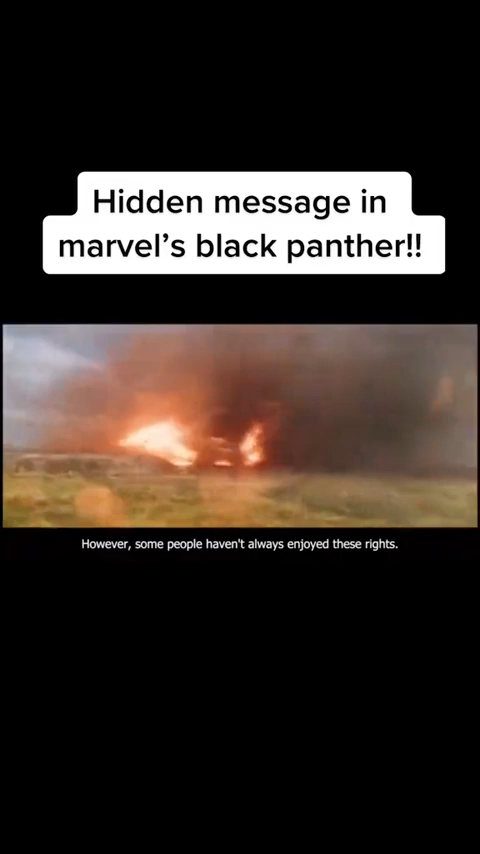 Hidden message in
marvel’s black panther!!
However, some people haven't always enjoyed these rights.